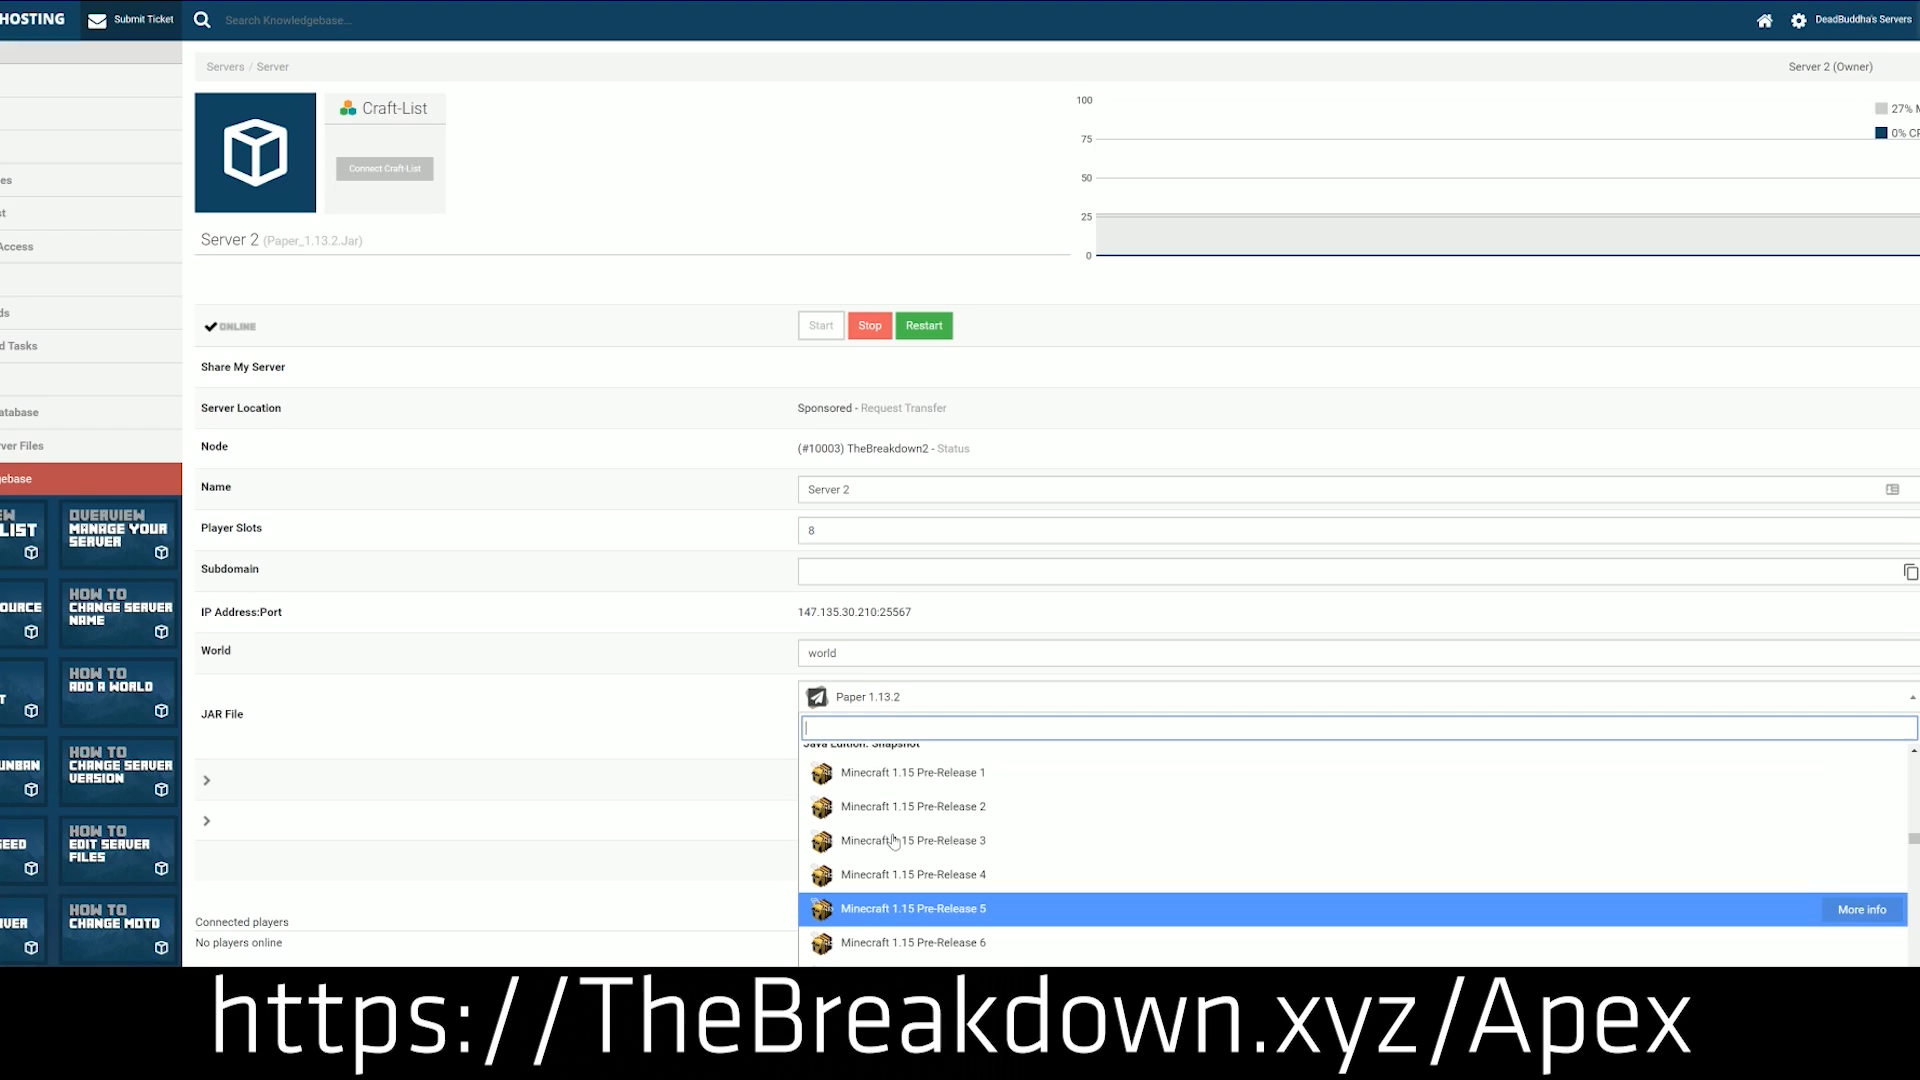 HOSTING
Submit Ticket
Search Knowledgebase...
DeadBuddha's Servers
Servers / Server
Server 2 (Owner)
Craft-List
Connect Craft-List
100
75
50
25
0
27% M
0% CP
Server 2 (Paper_1.13.2.Jar)
es
st
Access
ds
d Tasks
atabase
ver Files
gebase
ONLINE
Start
Stop
Restart
Share My Server
Server Location
Sponsored - Request Transfer
Node
(#10003) TheBreakdown2 - Status
Name
Server 2
Player Slots
8
Subdomain
IP Address:Port
147.135.30.210:25567
World
world
JAR File
Paper 1.13.2
Java Edition: Snapshot
Minecraft 1.15 Pre-Release 1
Minecraft 1.15 Pre-Release 2
Minecraft 1.15 Pre-Release 3
Minecraft 1.15 Pre-Release 4
Minecraft 1.15 Pre-Release 5
More info
Minecraft 1.15 Pre-Release 6
Connected players
No players online
EW
LIST
OVERVIEW
MANAGE YOUR
SERVER
OURCE
HOW TO
CHANGE SERVER
NAME
T
HOW TO
ADD A WORLD
UNBAN
HOW TO
CHANGE SERVER
VERSION
SEED
HOW TO
EDIT SERVER
FILES
VER
HOW TO
CHANGE MOTD
https://TheBreakdown.xyz/Apex